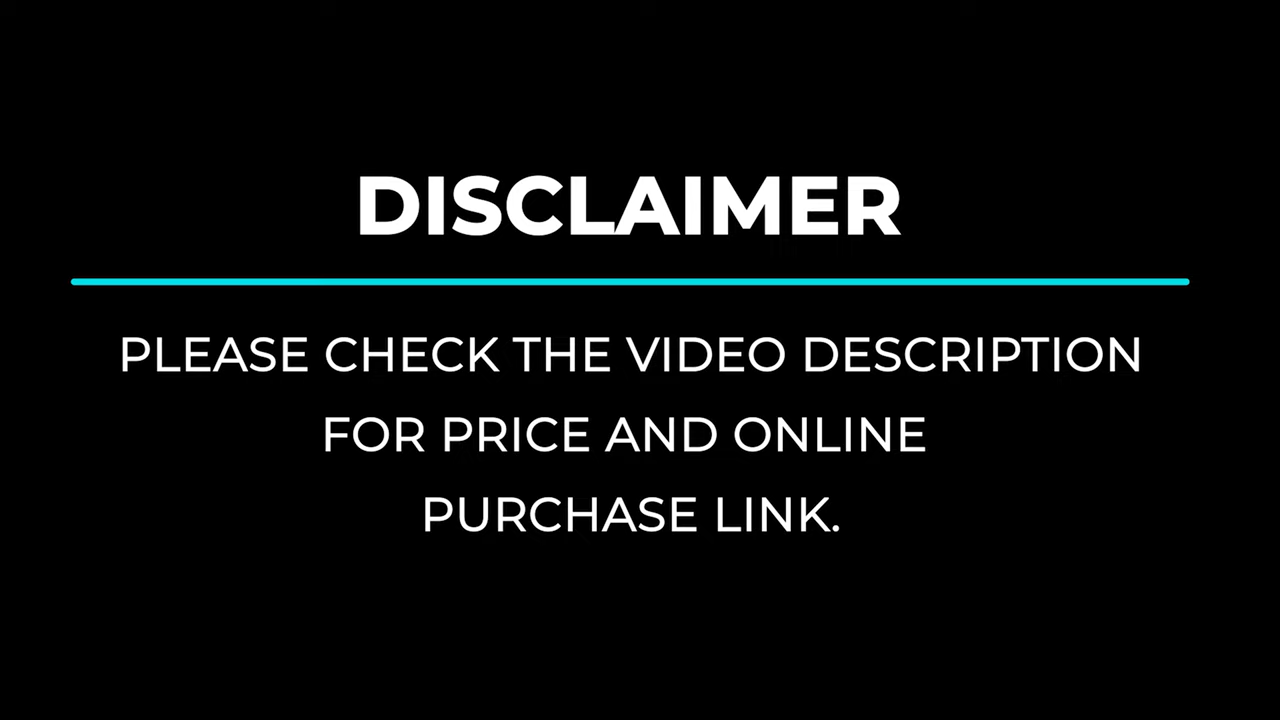 DISCLAIMER
PLEASE CHECK THE VIDEO DESCRIPTION
FOR PRICE AND ONLINE
PURCHASE LINK.